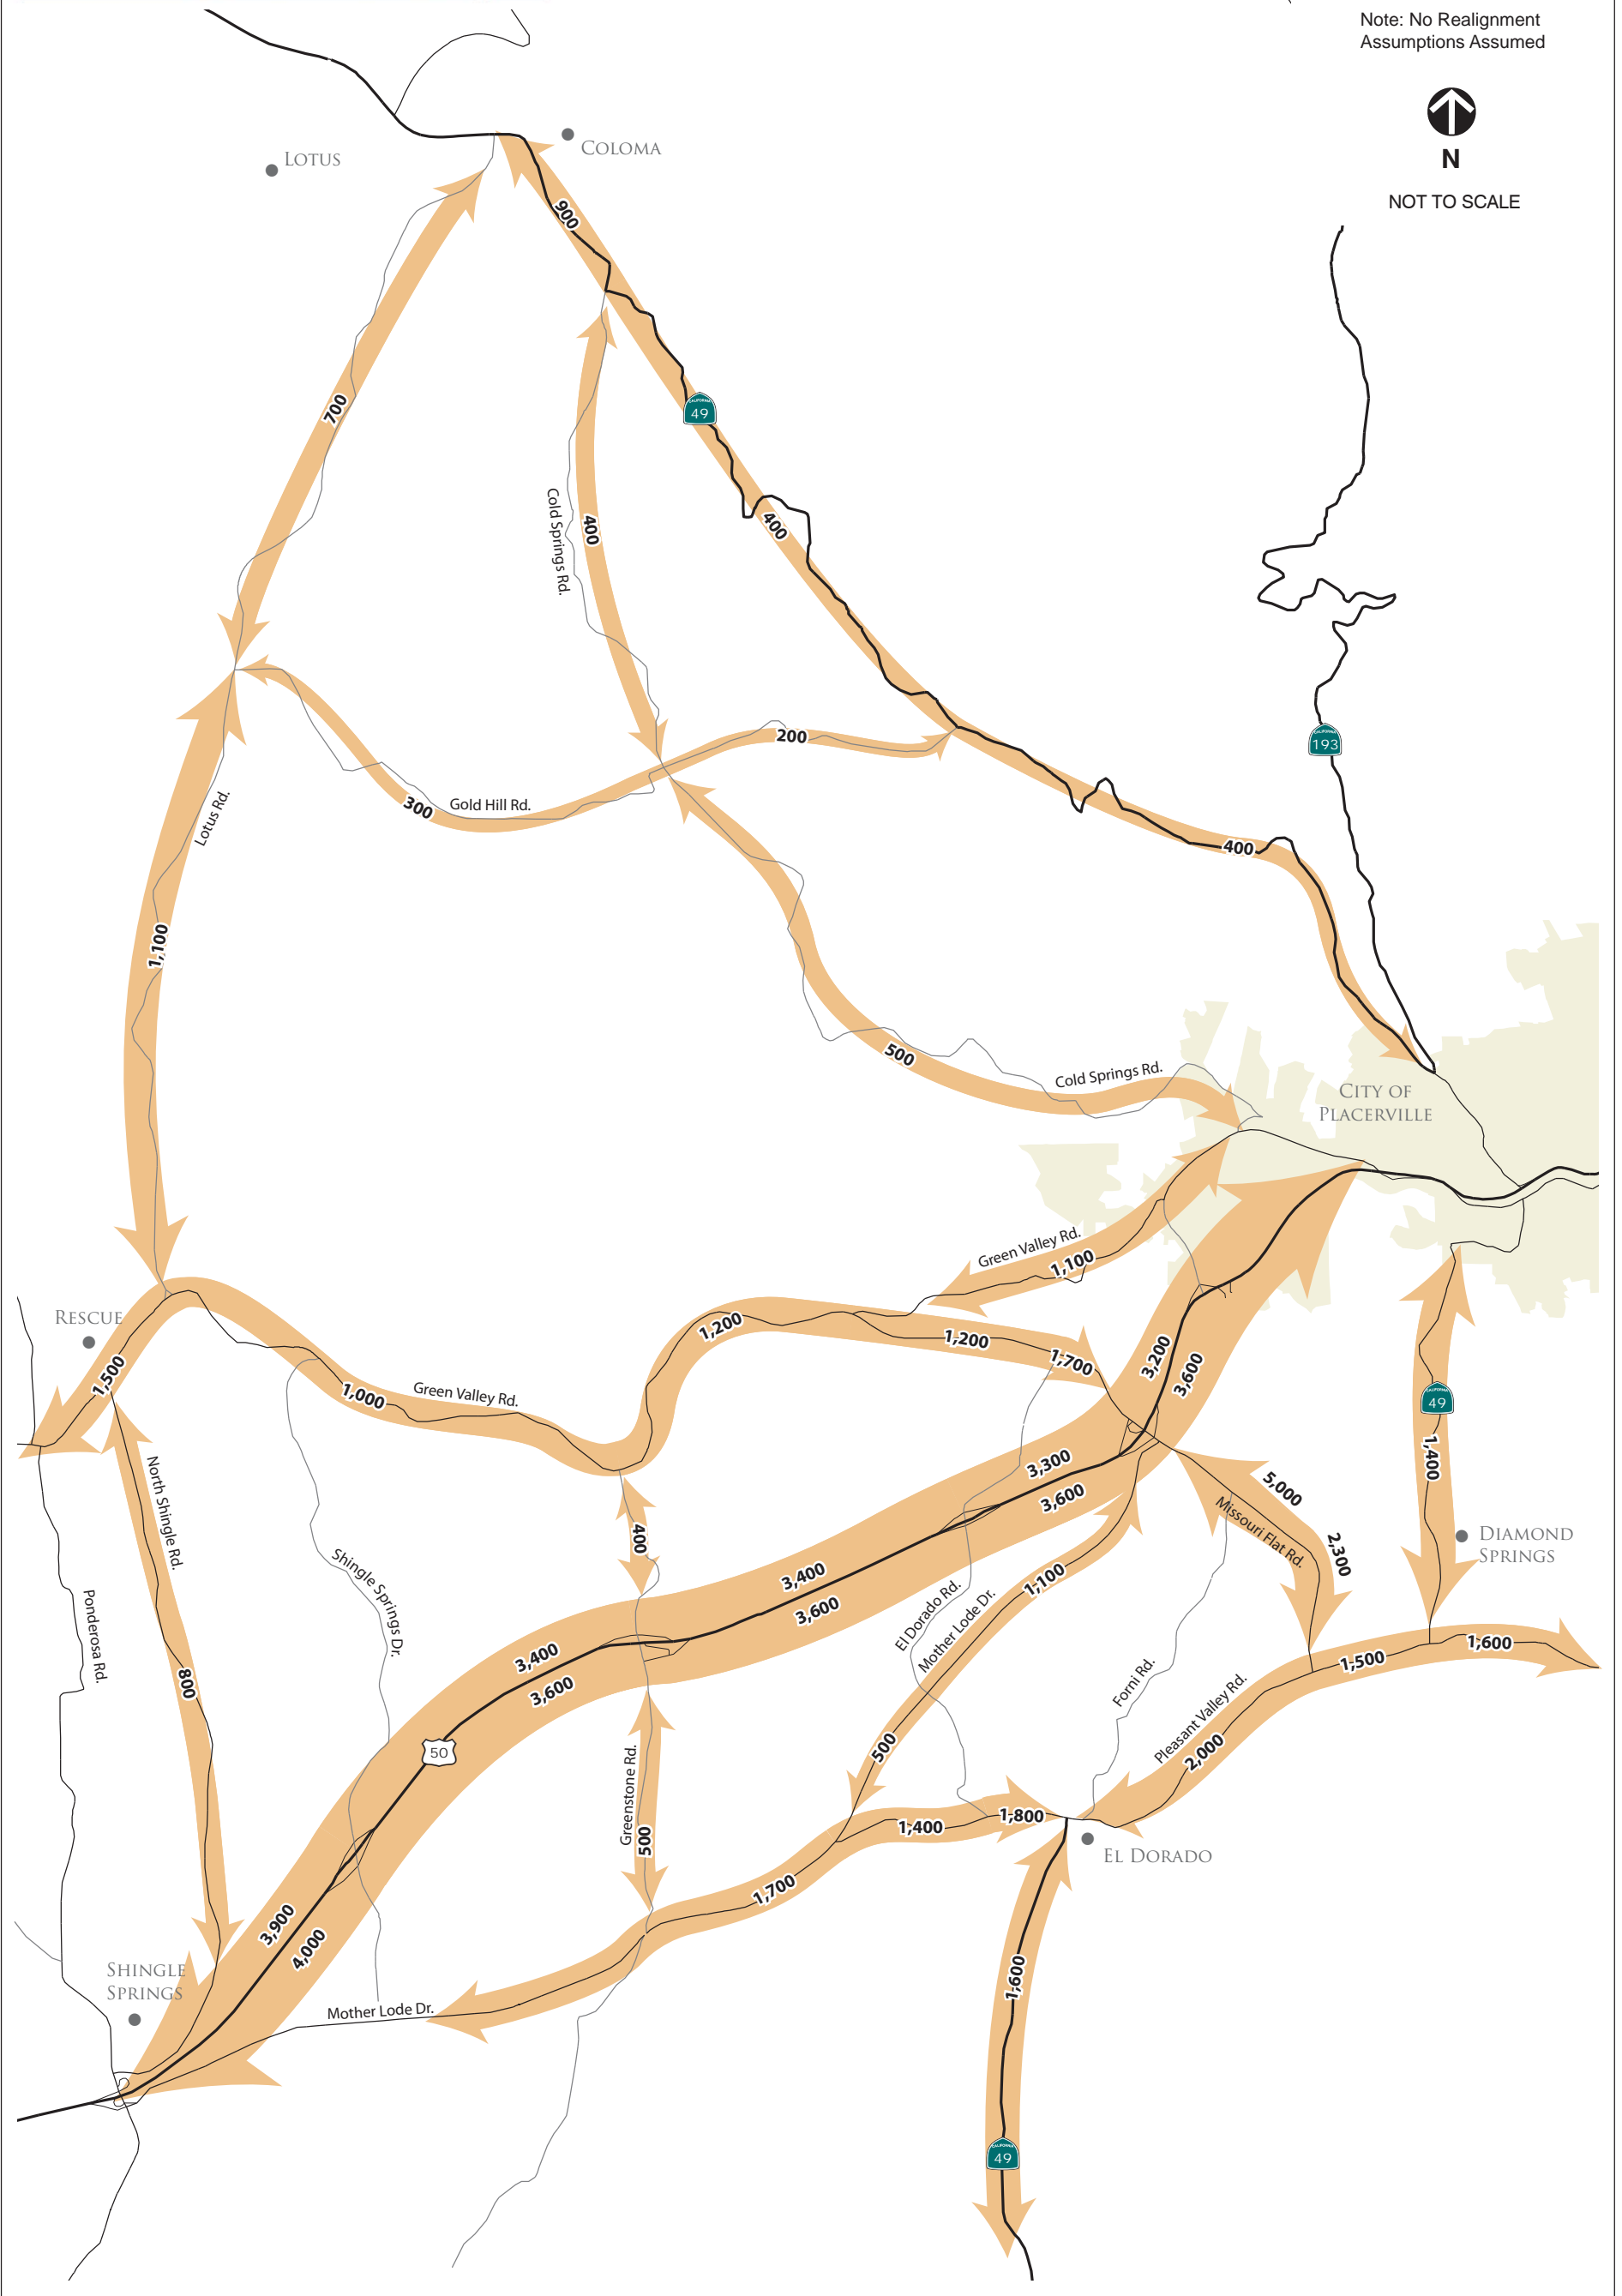 Note: No Realignment
Assumptions Assumed
N
NOT TO SCALE
COLOMA
LOTUS
900
700
CALIFORNIA
49
Cold Springs Rd.
400
400
200
CALIFORNIA
193
300
Gold Hill Rd.
Lotus Rd.
400
1,100
500
Cold Springs Rd.
CITY OF
PLACERVILLE
Green Valley Rd.
1,100
RESCUE
1,200
1,200
1,700
1,500
1,000
Green Valley Rd.
3,200
3,600
CALIFORNIA
49
1,400
North Shingle Rd.
3,300
3,600
5,000
Missouri Flat Rd.
2,300
DIAMOND
SPRINGS
400
Shingle Springs Dr.
3,400
3,600
1,100
El Dorado Rd.
Mother Lode Dr.
Ponderosa Rd.
800
3,400
3,600
1,600
1,500
Forni Rd.
Pleasant Valley Rd.
2,000
50
500
Greenstone Rd.
500
1,400
1,800
EL DORADO
1,700
3,900
4,000
SHINGLE
SPRINGS
Mother Lode Dr.
1,600
CALIFORNIA
49